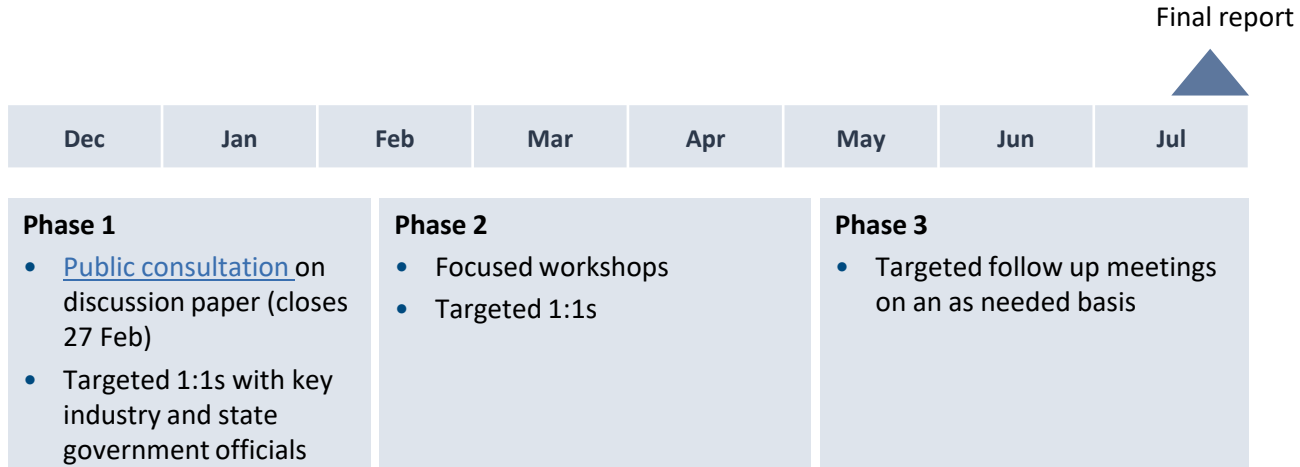 Final report
Dec Jan Feb Mar Apr May Jun Jul
Phase 1
• Public consultation on
discussion paper (closes
27 Feb)
• Targeted 1:1s with key
industry and state
government officials
Phase 2
• Focused workshops
• Targeted 1:1s
Phase 3
• Targeted follow up meetings
on an as needed basis